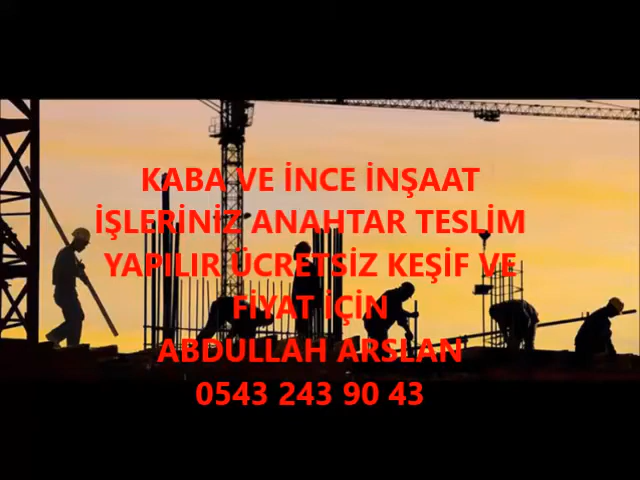 KABA VE İNCE İNŞAAT
İŞLERİNİZ ANAHTAR TESLİM
YAPILIR ÜCRETSİZ KEŞİF VE
FİYAT İÇİN
ABDULLAH ARSLAN
0543 243 90 43